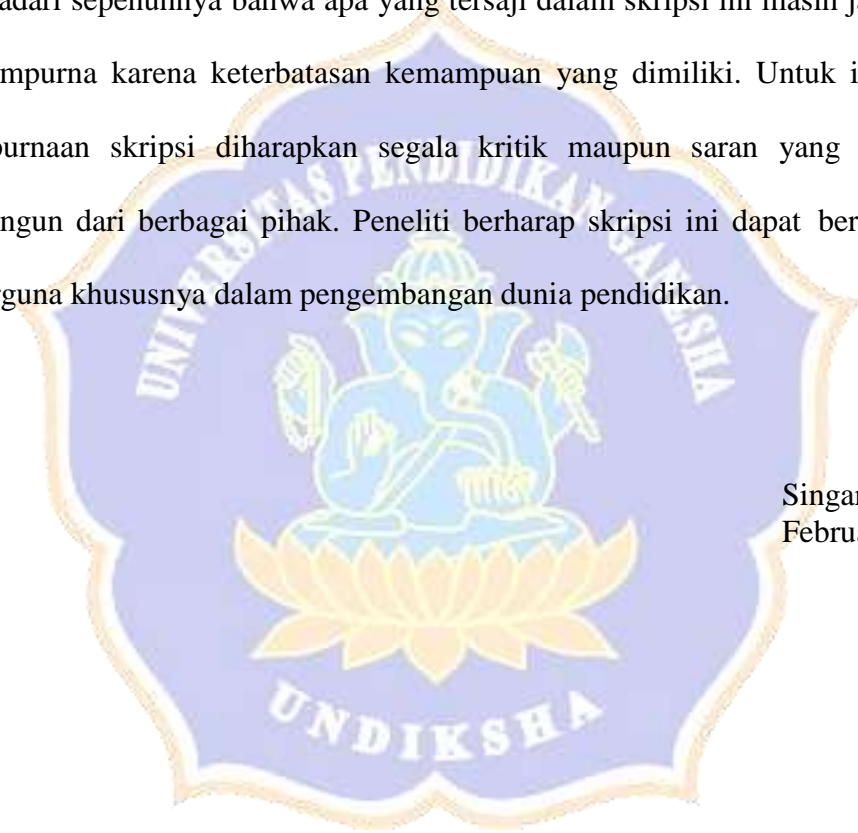 adari sepenuhnya bahwa apa yang tersaji dalam skripsi ini masih ja
mpurna karena keterbatasan kemampuan yang dimiliki. Untuk i
ournaan skripsi diharapkan segala kritik maupun saran yang
ngun dari berbagai pihak. Peneliti berharap skripsi ini dapat ber
rguna khususnya dalam pengembangan dunia pendidikan.
UNIVERSITAS PENDIDIKAN GANESHA
Singar
Februa
UNDIKSHA